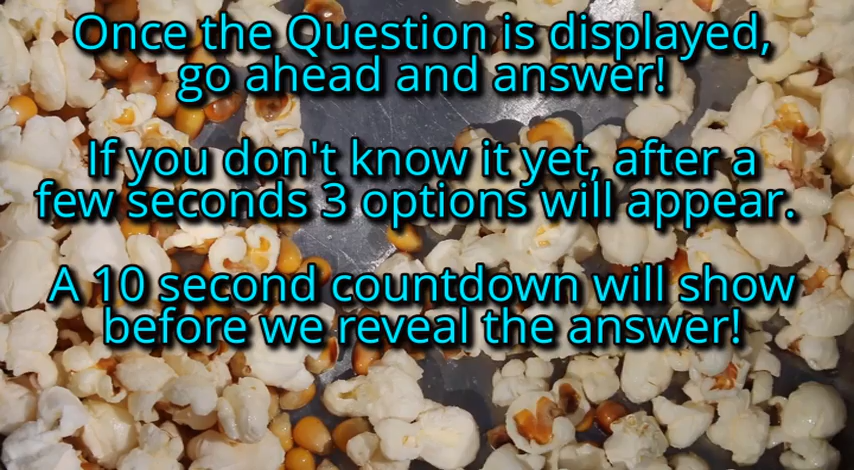 Once the Question is displayed,
go ahead and answer!
If you don't know it yet, after a
few seconds 3 options will appear.
A 10 second countdown will show
before we reveal the answer!